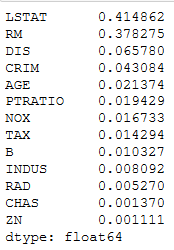 LSTAT 0.414862
RM 0.378275
DIS 0.065780
CRIM 0.043084
AGE 0.021374
PTRATIO 0.019429
NOX 0.016733
TAX 0.014294
B 0.010327
INDUS 0.008092
RAD 0.005270
CHAS 0.001370
ZN 0.001111
dtype: float64